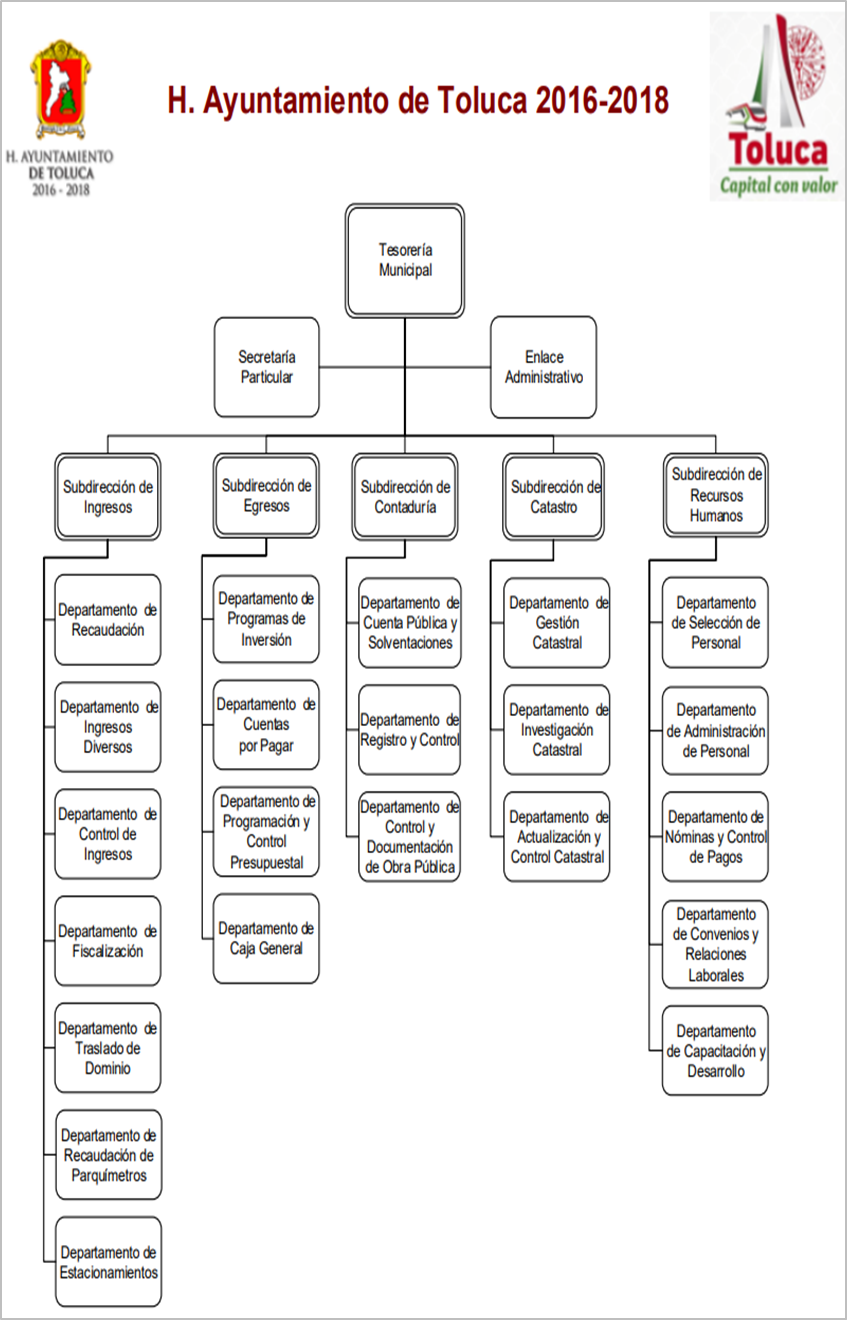 H. AYUNTAMIENTO
DE TOLUCA
2016 - 2018
H. Ayuntamiento de Toluca 2016-2018
Toluca
Capital con valor
Tesorería
Municipal
Secretaría
Particular
Enlace
Administrativo
Subdirección de
Ingresos
Subdirección de
Egresos
Subdirección de
Contaduría
Subdirección de
Catastro
Subdirección de
Recursos
Humanos
Departamento de
Recaudación
Departamento de
Ingresos
Diversos
Departamento de
Control de
Ingresos
Departamento de
Fiscalización
Departamento de
Traslado de
Dominio
Departamento de
Recaudación de
Parquímetros
Departamento de
Estacionamientos
Departamento de
Programas de
Inversión
Departamento de
Cuentas
por Pagar
Departamento de
Programación y
Control
Presupuestal
Departamento de
Caja General
Departamento de
Cuenta Pública y
Solventaciones
Departamento de
Registro y Control
Departamento de
Control y
Documentación
de Obra Pública
Departamento de
Gestión
Catastral
Departamento de
Investigación
Catastral
Departamento de
Actualización y
Control Catastral
Departamento
de Selección de
Personal
Departamento
de Administración
de Personal
Departamento de
Nóminas y Control
de Pagos
Departamento
de Convenios y
Relaciones
Laborales
Departamento
de Capacitación y
Desarrollo